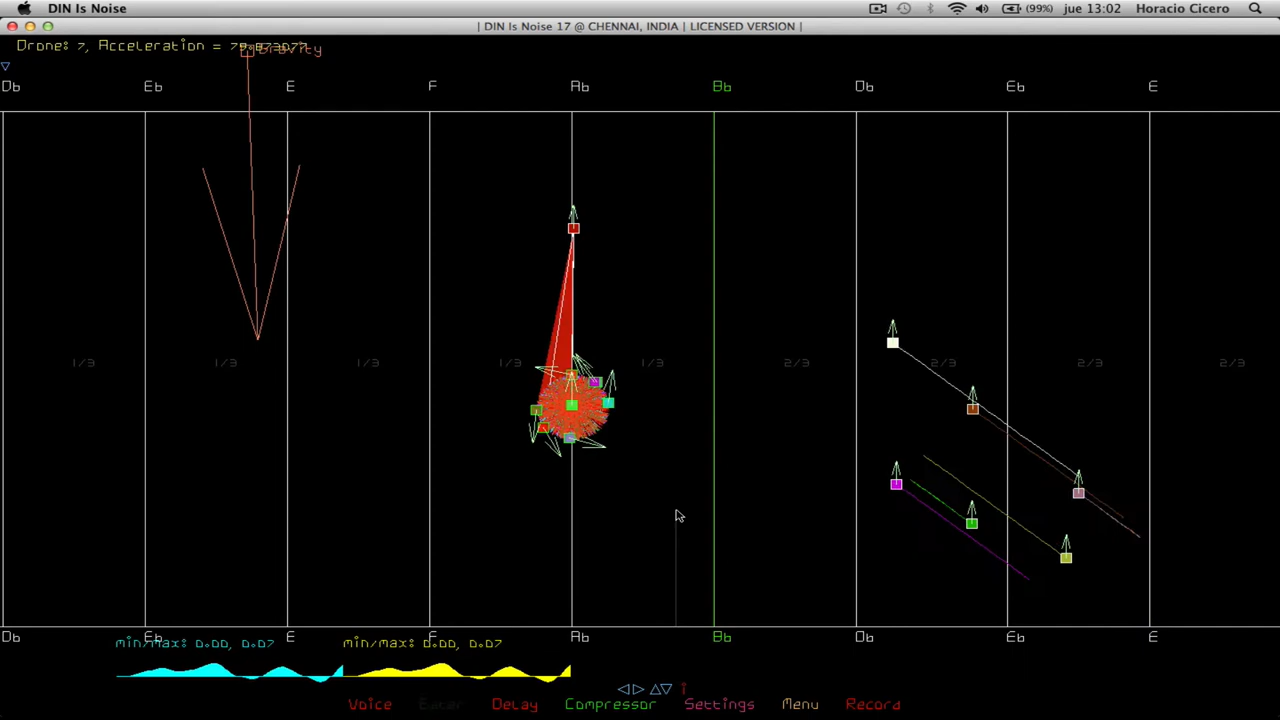 DIN Is Noise (99%) jue 13:02 Horacio Cicero
| DIN Is Noise 17 @ CHENNAI, INDIA | LICENSED VERSION |
Drone: 7, Acceleration =
Gravity
Db Eb E F Ab Bb Db Eb E
1/3 1/3 1/3 1/3 1/3 2/3 2/3 2/3 2/3
Db Eb E F Ab Bb Db Eb E
min/max: 0.00, 0.07 min/max: 0.00, 0.07
i
Voice Delay Compressor Settings Menu Record